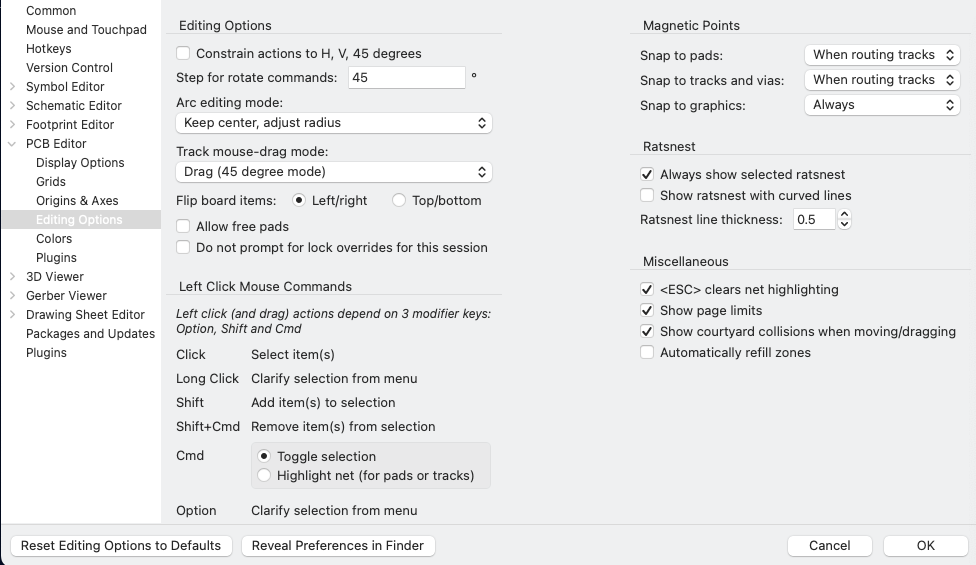 Common
Mouse and Touchpad
Hotkeys
Version Control
Symbol Editor
Schematic Editor
Footprint Editor
PCB Editor
Display Options
Grids
Origins & Axes
Editing Options
Colors
Plugins
3D Viewer
Gerber Viewer
Drawing Sheet Editor
Packages and Updates
Plugins
Editing Options
Constrain actions to H, V, 45 degrees
Step for rotate commands: 45 °
Arc editing mode:
Keep center, adjust radius
Track mouse-drag mode:
Drag (45 degree mode)
Flip board items: Left/right Top/bottom
Allow free pads
Do not prompt for lock overrides for this session
Left Click Mouse Commands
Left click (and drag) actions depend on 3 modifier keys:
Option, Shift and Cmd
Click Select item(s)
Long Click Clarify selection from menu
Shift Add item(s) to selection
Shift+Cmd Remove item(s) from selection
Cmd Toggle selection
Highlight net (for pads or tracks)
Option Clarify selection from menu
Magnetic Points
Snap to pads: When routing tracks
Snap to tracks and vias: When routing tracks
Snap to graphics: Always
Ratsnest
Always show selected ratsnest
Show ratsnest with curved lines
Ratsnest line thickness: 0.5
Miscellaneous
<ESC> clears net highlighting
Show page limits
Show courtyard collisions when moving/dragging
Automatically refill zones
Reset Editing Options to Defaults Reveal Preferences in Finder Cancel OK